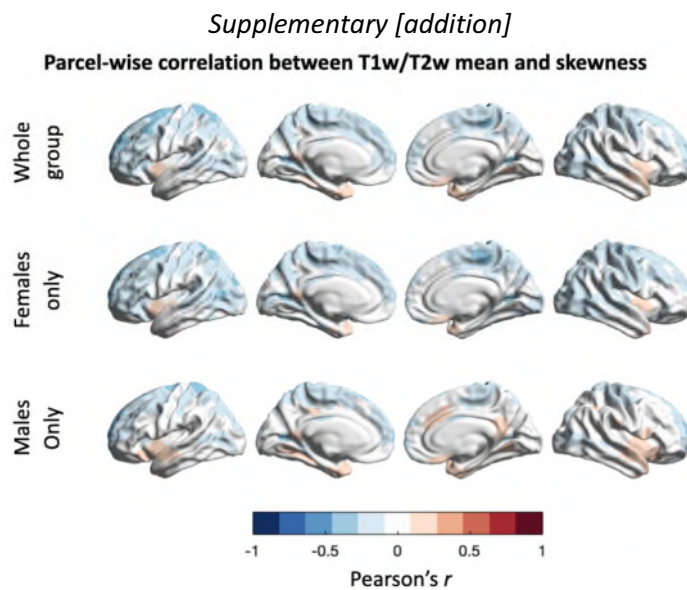 Supplementary [addition]
Parcel-wise correlation between T1w/T2w mean and skewness
Whole
group
Females
only
Males
Only
-1 -0.5 0 0.5 1
Pearson's r